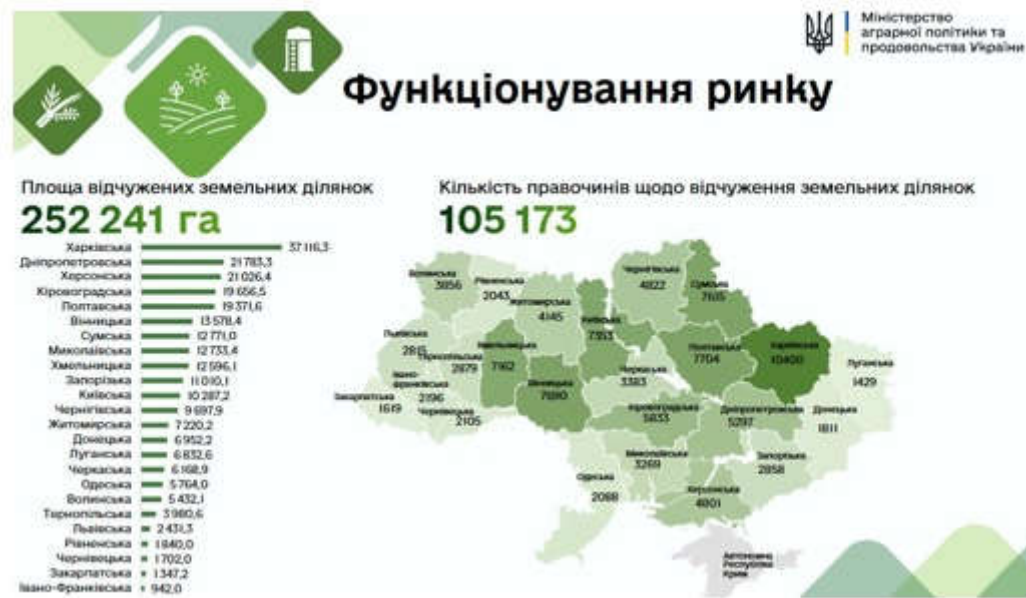 Міністерство
аграрної політики та
продовольства України
Функціонування ринку
Площа відчужених земельних ділянок
252 241 га
Харківська 37 116,3
Дніпропетровська 21 783,3
Херсонська 21 026,4
Кіровоградська 19 656,5
Полтавська 19 371,6
Вінницька 13 578,4
Сумська 12 771,0
Миколаївська 12 733,4
Хмельницька 12 596,1
Запорізька 11 010,1
Київська 10 287,2
Чернігівська 9 697,9
Житомирська 7 220,2
Донецька 6 952,2
Луганська 6 832,6
Черкаська 6 168,9
Одеська 5 764,0
Волинська 5 432,1
Тернопільська 3 980,6
Львівська 2 431,3
Рівненська 1 840,0
Чернівецька 1 702,0
Закарпатська 1 347,2
Івано-Франківська 942,0
Кількість правочинів щодо відчуження земельних ділянок
105 173
Волинська
3856
Рівненська
2043
Житомирська
4145
Київська
7353
Чернігівська
4822
Сумська
Львівська
2815
Тернопільська
2879
Хмельницька
7162
Вінницька
Івано-
франківська
2196
Закарпатська
1619
Чернівецька
2105
Черкаська
3383
Полтавська
7704
Харківська
10400
Луганська
1429
Кіровоградська
5833
Дніпропетровська
5297
Донецька
1811
Миколаївська
3269
Запорізька
2858
Одеська
2088
Херсонська
4801
Автономна
Республіка
Крим